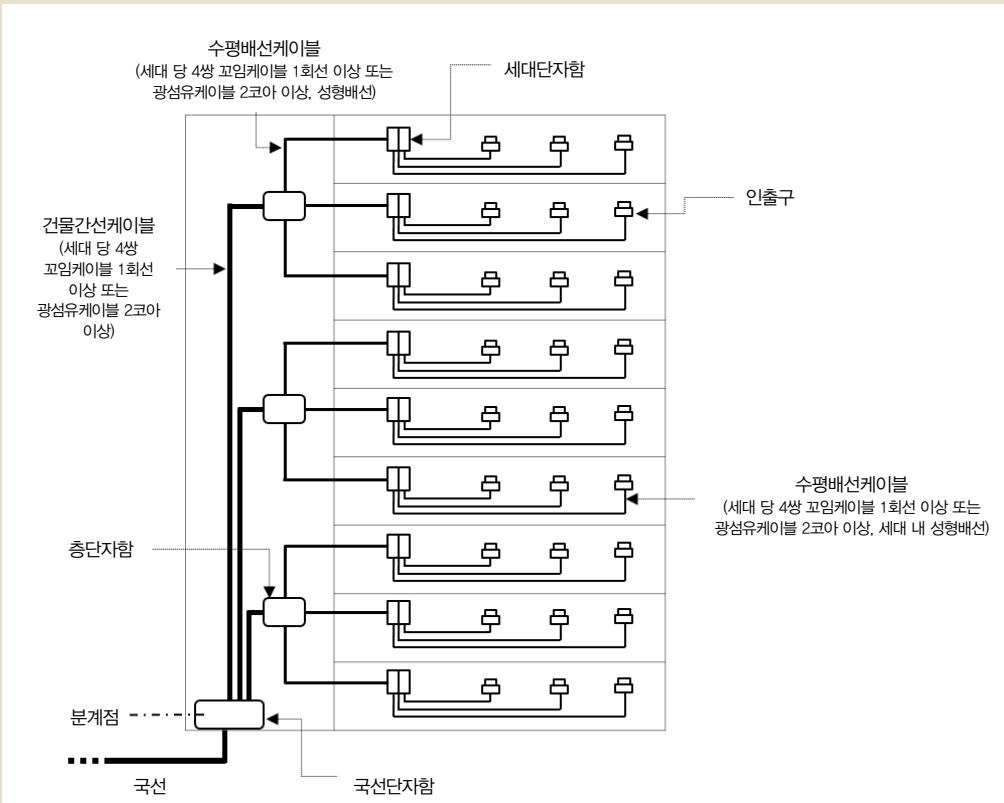 수평배선케이블
(세대 당 4쌍 꼬임케이블 1회선 이상 또는
광섬유케이블 2코아 이상, 성형배선)
세대단자함
인출구
건물간선케이블
(세대 당 4쌍
꼬임케이블 1회선
이상 또는
광섬유케이블 2코아
이상)
수평배선케이블
(세대 당 4쌍 꼬임케이블 1회선 이상 또는
광섬유케이블 2코아 이상, 세대 내 성형배선)
층단자함
분계점
국선
국선단자함